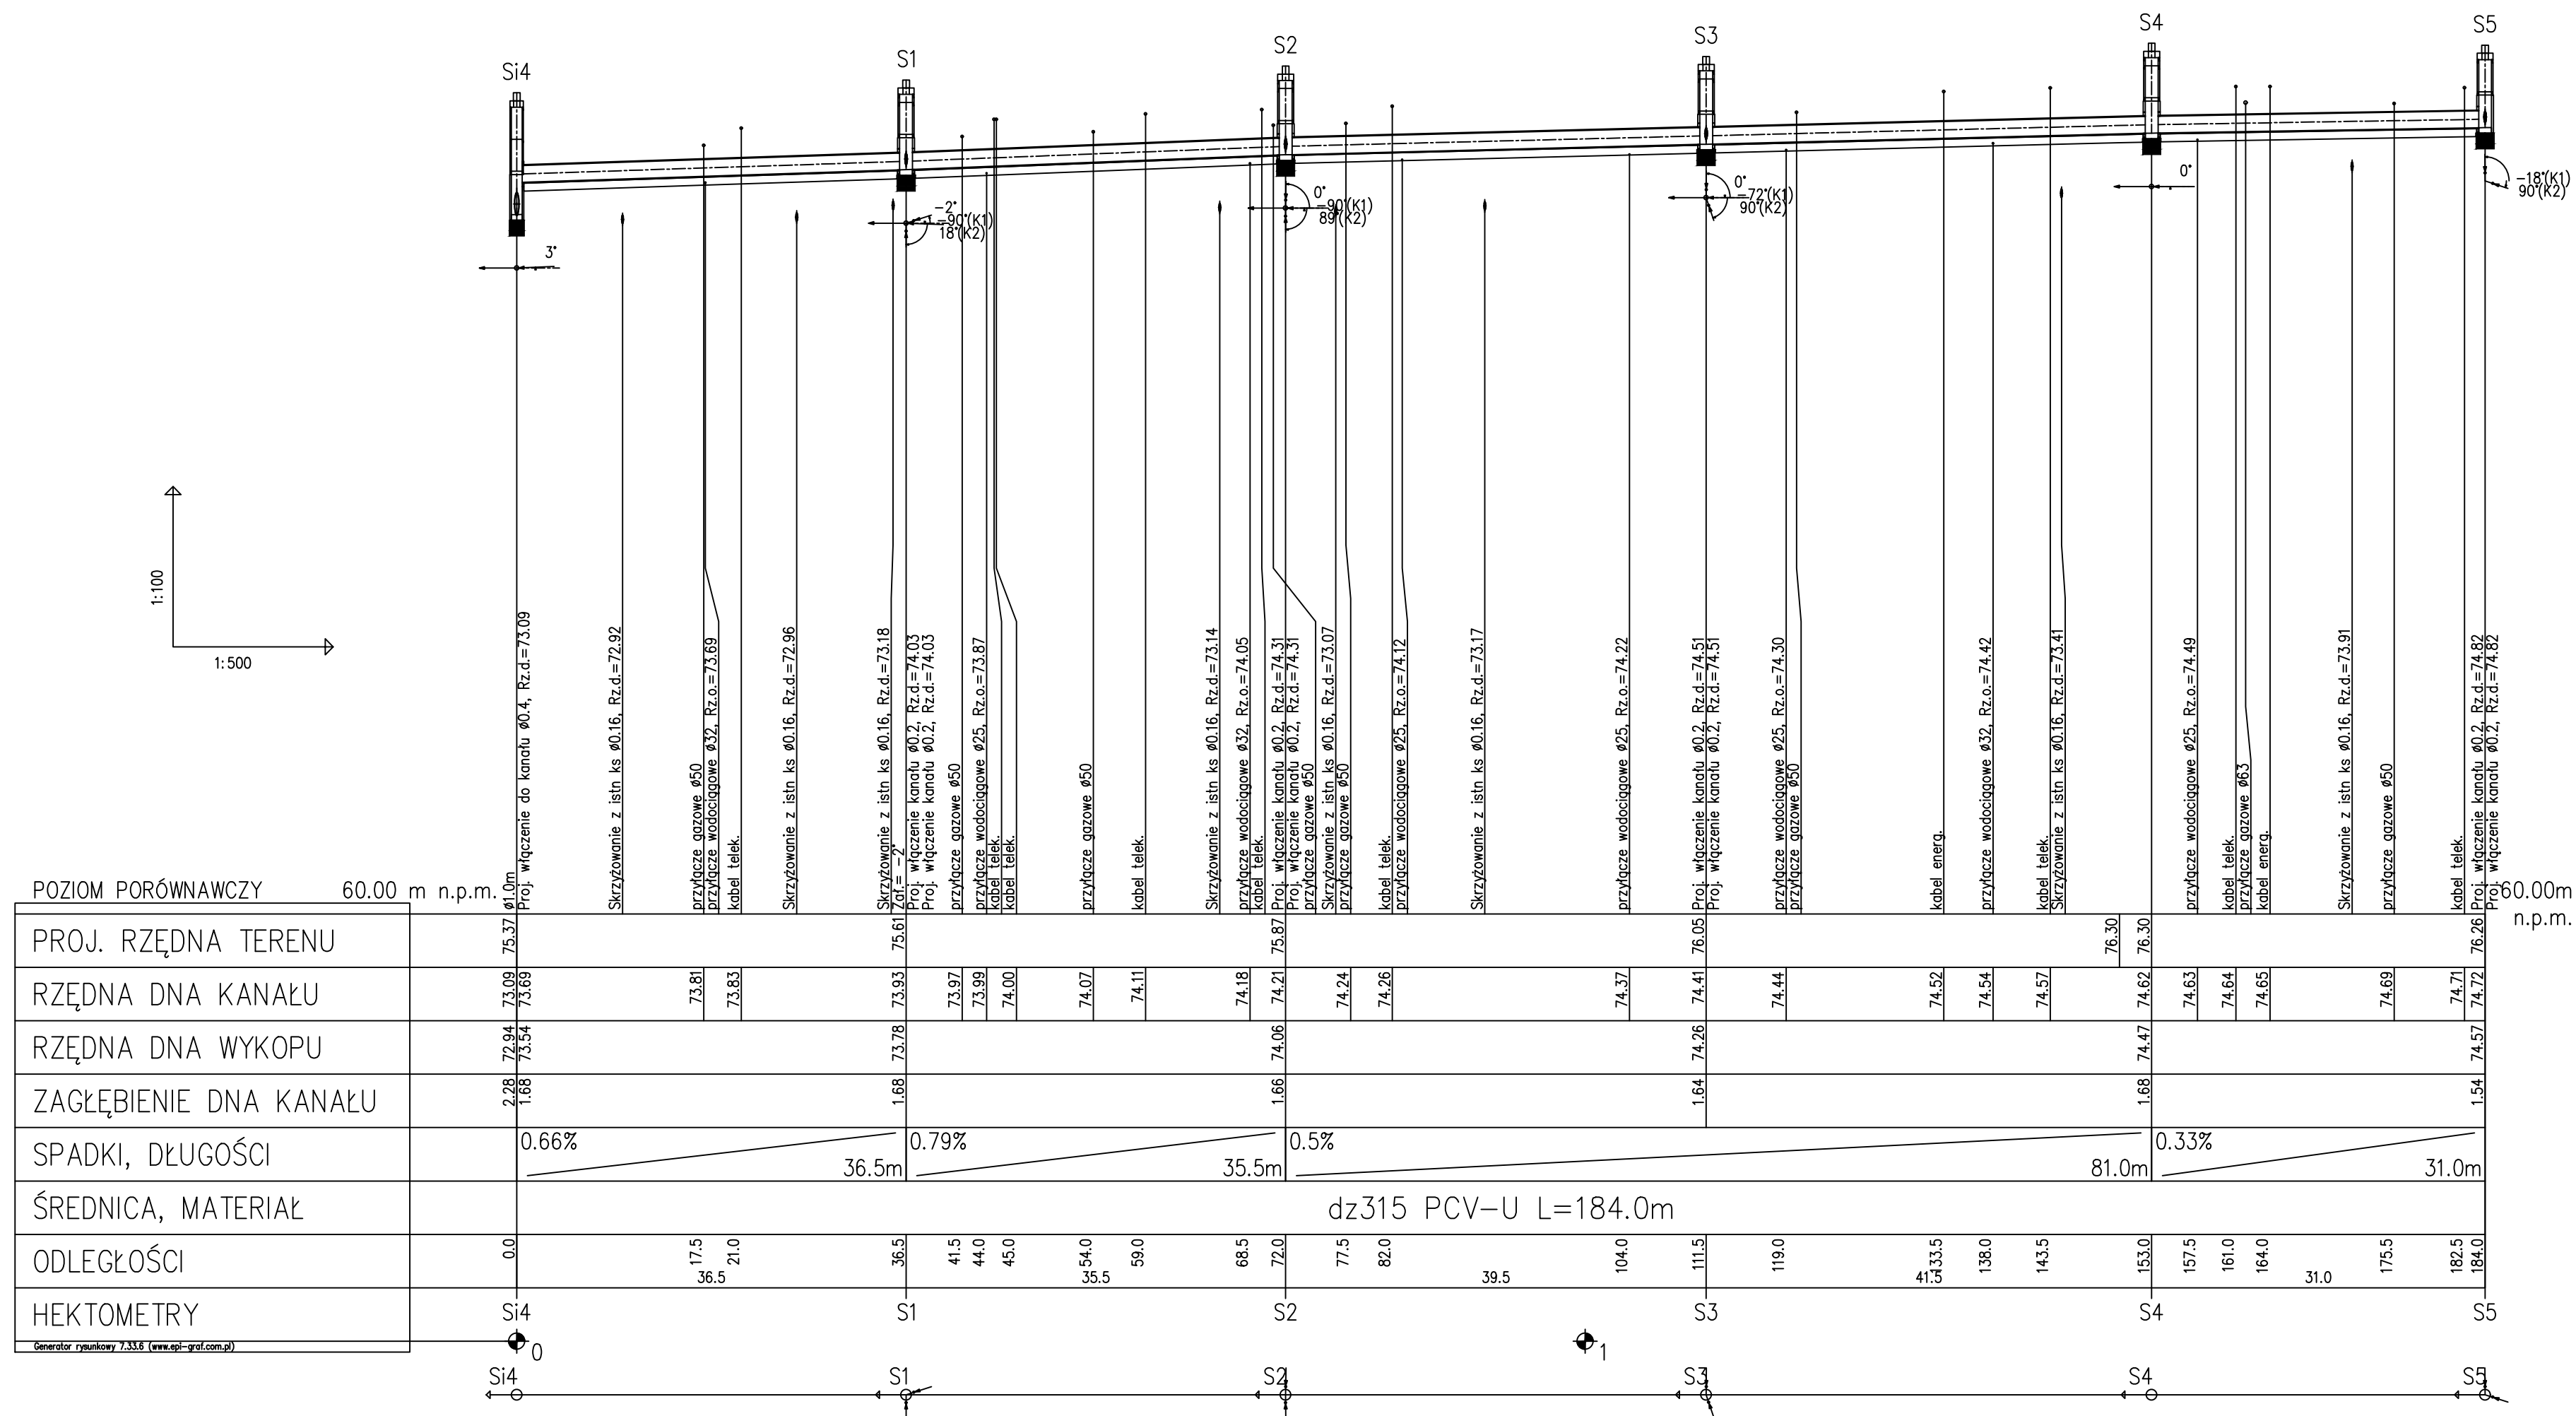 Si4
S1
S2
S3
S4
S5
3°
-2°
-90°(K1)
18°(K2)
0°
-90°(K1)
89°(K2)
0°
-72°(K1)
90°(K2)
0°
-18°(K1)
90°(K2)
1:100
1:500
ø1.0m
Proj. włączenie do kanału ø0.4, Rz.d.=73.09
Skrzyżowanie z istn ks ø0.16, Rz.d.=72.92
przyłącze gazowe ø50
przyłącze wodociągowe ø32, Rz.o.=73.69
kabel telek.
Skrzyżowanie z istn ks ø0.16, Rz.d.=72.96
Skrzyżowanie z istn ks ø0.16, Rz.d.=73.18
Zał.= -2°
Proj. włączenie kanału ø0.2, Rz.d.=74.03
Proj. włączenie kanału ø0.2, Rz.d.=74.03
przyłącze gazowe ø50
przyłącze wodociągowe ø25, Rz.o.=73.87
kabel telek.
kabel telek.
przyłącze gazowe ø50
kabel telek.
Skrzyżowanie z istn ks ø0.16, Rz.d.=73.14
przyłącze wodociągowe ø32, Rz.o.=74.05
kabel telek.
Proj. włączenie kanału ø0.2, Rz.d.=74.31
Proj. włączenie kanału ø0.2, Rz.d.=74.31
przyłącze gazowe ø50
Skrzyżowanie z istn ks ø0.16, Rz.d.=73.07
przyłącze gazowe ø50
kabel telek.
przyłącze wodociągowe ø25, Rz.o.=74.12
Skrzyżowanie z istn ks ø0.16, Rz.d.=73.17
przyłącze wodociągowe ø25, Rz.o.=74.22
Proj. włączenie kanału ø0.2, Rz.d.=74.51
Proj. włączenie kanału ø0.2, Rz.d.=74.51
przyłącze wodociągowe ø25, Rz.o.=74.30
przyłącze gazowe ø50
kabel energ.
przyłącze wodociągowe ø32, Rz.o.=74.42
kabel telek.
Skrzyżowanie z istn ks ø0.16, Rz.d.=73.41
przyłącze wodociągowe ø25, Rz.o.=74.49
kabel telek.
przyłącze gazowe ø63
kabel energ.
Skrzyżowanie z istn ks ø0.16, Rz.d.=73.91
przyłącze gazowe ø50
kabel telek.
Proj. włączenie kanału ø0.2, Rz.d.=74.82
Proj. włączenie kanału ø0.2, Rz.d.=74.82
POZIOM PORÓWNAWCZY 60.00 m n.p.m.
60.00m
n.p.m.
PROJ. RZĘDNA TERENU 75.37 75.61 75.87 76.05 76.30 76.30 76.26
RZĘDNA DNA KANAŁU 73.09 73.69 73.81 73.83 73.93 73.97 73.99 74.00 74.07 74.11 74.18 74.21 74.24 74.26 74.37 74.41 74.44 74.52 74.54 74.57 74.62 74.63 74.64 74.65 74.69 74.71 74.72
RZĘDNA DNA WYKOPU 72.94 73.54 73.78 74.06 74.26 74.47 74.57
ZAGŁĘBIENIE DNA KANAŁU 2.28 1.68 1.68 1.66 1.64 1.68 1.54
SPADKI, DŁUGOŚCI 0.66% 36.5m 0.79% 35.5m 0.5% 81.0m 0.33% 31.0m
ŚREDNICA, MATERIAŁ dz315 PCV-U L=184.0m
ODLEGŁOŚCI 0.0 17.5 21.0 36.5 41.5 44.0 45.0 54.0 59.0 68.5 72.0 77.5 82.0 104.0 111.5 119.0 133.5 138.0 143.5 153.0 157.5 161.0 164.0 175.5 182.5 184.0
36.5 35.5 39.5 41.5 31.0
HEKTOMETRY Si4 S1 S2 S3 S4 S5
Generator rysunkowy 7.33.6 (www.epi-graf.com.pl)
0 1
Si4 S1 S2 S3 S4 S5